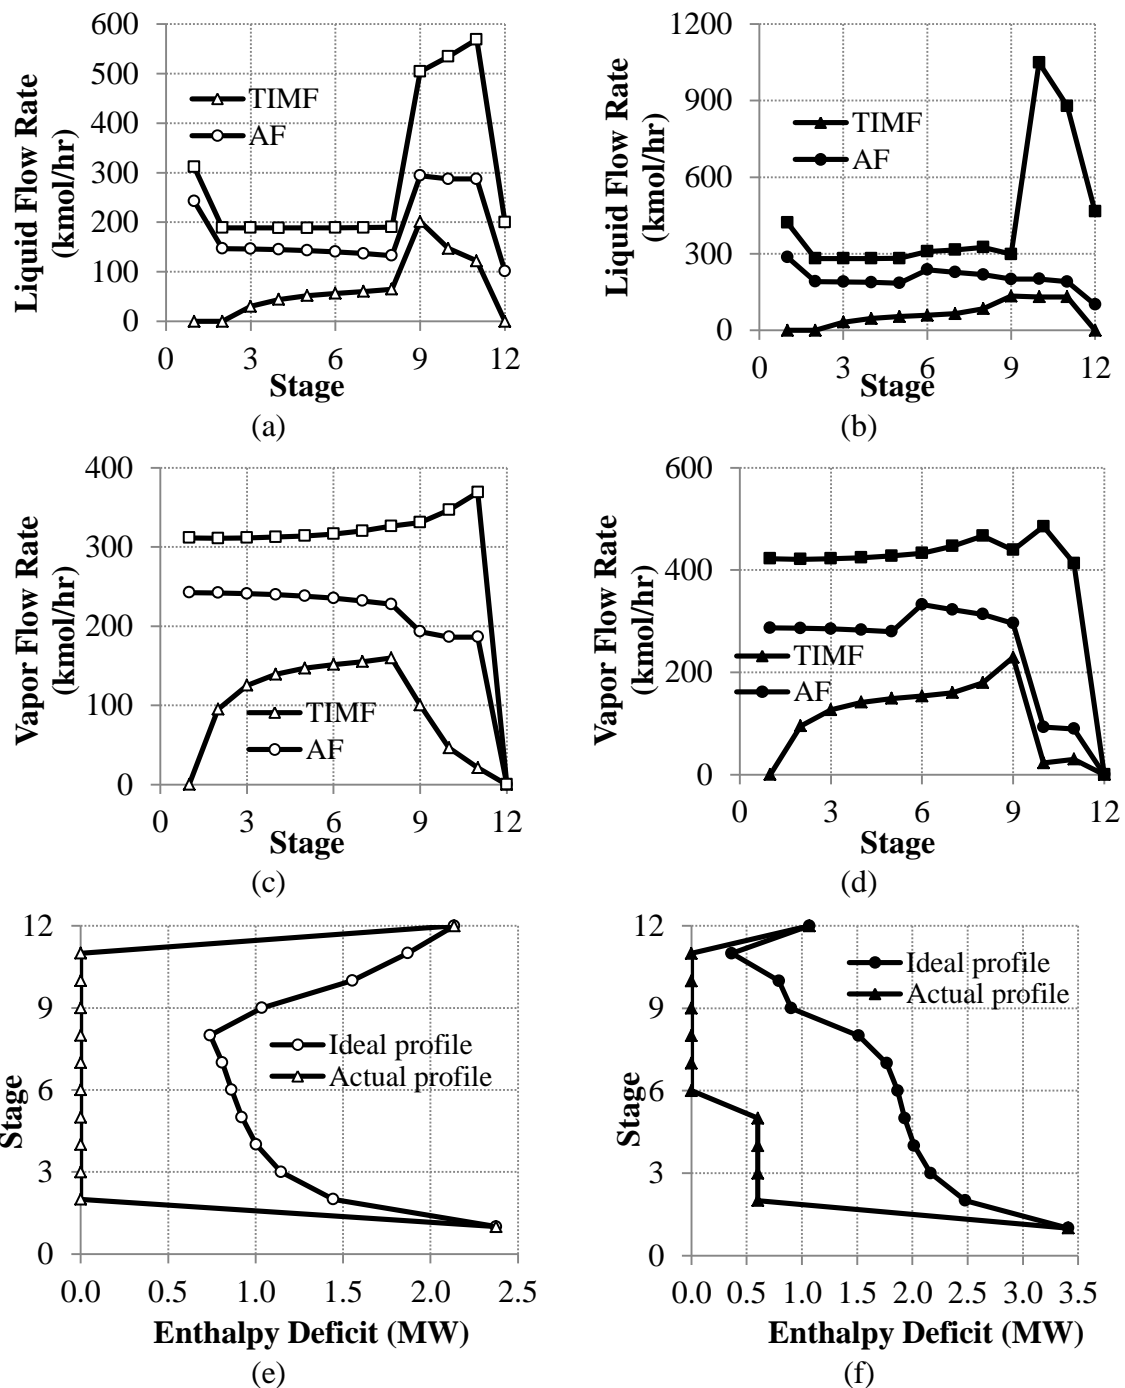 Liquid Flow Rate
(kmol/hr)
600
500
400
300
200
100
0
TIMF
AF
0 3 6 9 12
Stage
(a)
Liquid Flow Rate
(kmol/hr)
1200
900
600
300
0
TIMF
AF
0 3 6 9 12
Stage
(b)
Vapor Flow Rate
(kmol/hr)
400
300
200
100
0
TIMF
AF
0 3 6 9 12
Stage
(c)
Vapor Flow Rate
(kmol/hr)
600
400
200
0
TIMF
AF
0 3 6 9 12
Stage
(d)
Stage
12
9
6
3
0
Ideal profile
Actual profile
0.0 0.5 1.0 1.5 2.0 2.5
Enthalpy Deficit (MW)
(e)
Stage
12
9
6
3
0
Ideal profile
Actual profile
0.0 0.5 1.0 1.5 2.0 2.5 3.0 3.5
Enthalpy Deficit (MW)
(f)